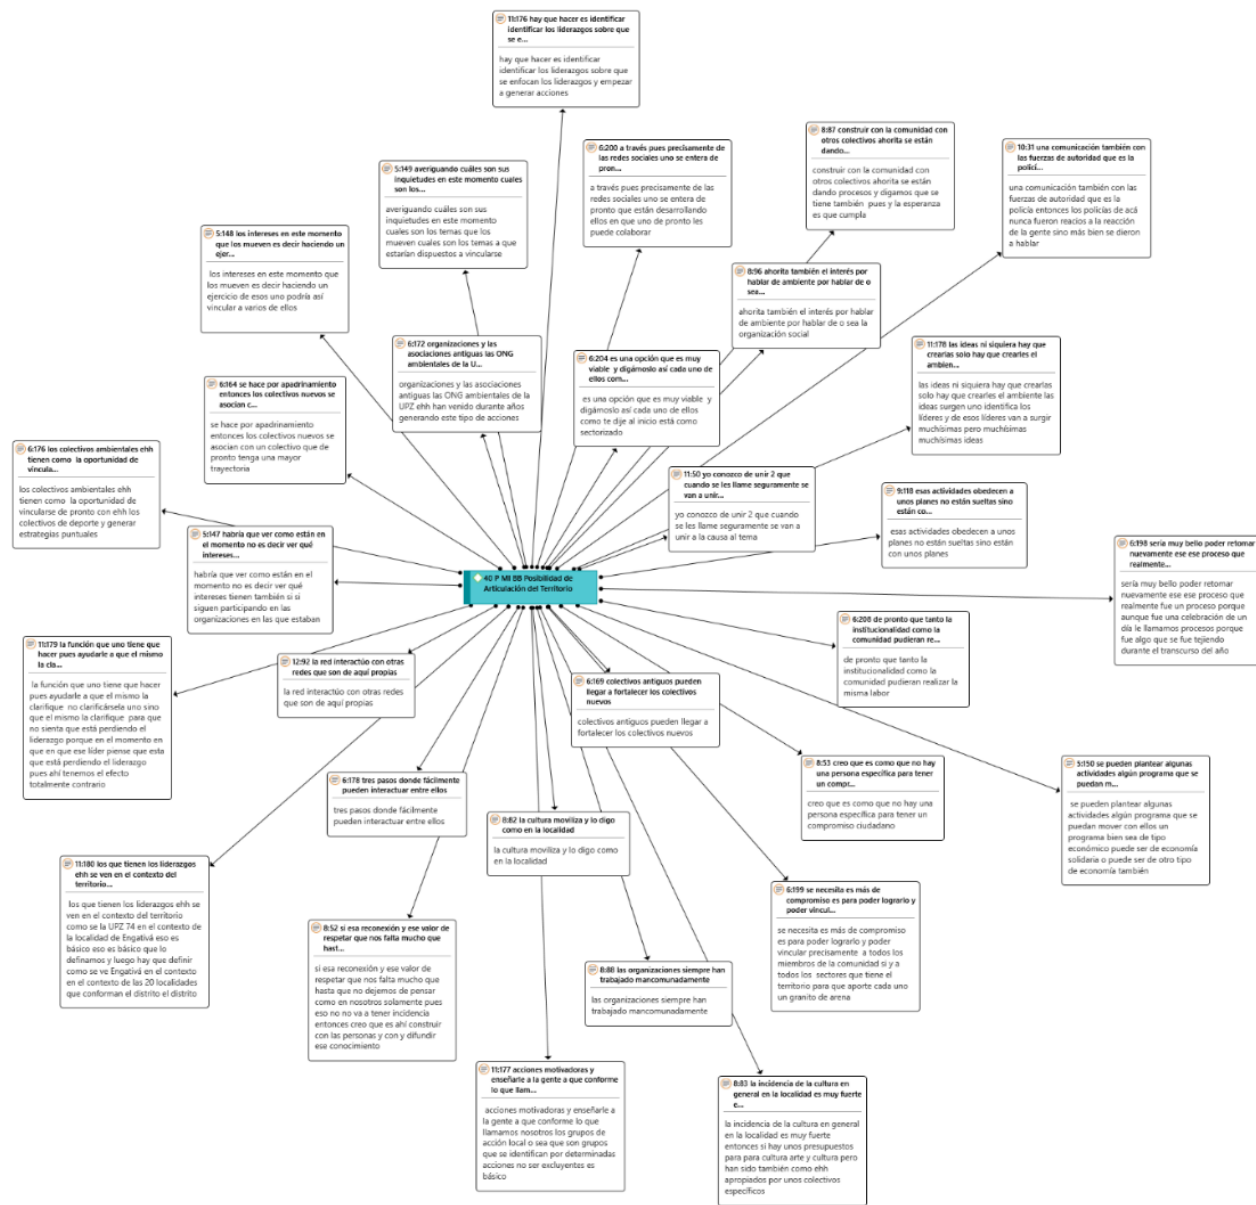 11:176 hay que hacer es identificar
identificar los liderazgos sobre que
se e...
hay que hacer es identificar
identificar los liderazgos sobre que
se enfocan los liderazgos y empezar
a generar acciones
6:200 a través pues precisamente de
las redes sociales uno se entera de
pron...
a través pues precisamente de las
redes sociales uno se entera de
pronto que están desarrollando
ellos en que uno de pronto les
puede colaborar
8:87 construir con la comunidad con
otros colectivos ahorita se están
dando...
construir con la comunidad con
otros colectivos ahorita se están
dando procesos y digamos que se
tiene también pues y la esperanza
es que cumpla
10:31 una comunicación también con
las fuerzas de autoridad que es la
polici...
una comunicación también con las
fuerzas de autoridad que es la
policía entonces los policías de acá
nunca fueron reacios a la reacción
de la gente sino más bien se dieron
a hablar
5:149 averiguando cuáles son sus
inquietudes en este momento cuales
son los...
averiguando cuáles son sus
inquietudes en este momento
cuales son los temas que los
mueven cuales son los temas a que
estarían dispuestos a vincularse
5:148 los intereses en este momento
que los mueven es decir haciendo un
ejer...
los intereses en este momento que
los mueven es decir haciendo un
ejercicio de esos uno podría así
vincular a varios de ellos
8:96 ahorita también el interés por
hablar de ambiente por hablar de o
sea...
ahorita también el interés por hablar
de ambiente por hablar de o sea la
organización social
6:172 organizaciones y las
asociaciones antiguas las ONG
ambientales de la U...
organizaciones y las asociaciones
antiguas las ONG ambientales de la
UPZ ehh han venido durante años
generando este tipo de acciones
6:204 es una opción que es muy
viable y digámoslo así cada uno de
ellos com...
es una opción que es muy viable y
digámoslo así cada uno de ellos
como te dije al inicio está como
sectorizado
11:178 las ideas ni siquiera hay que
crearlas solo hay que crearles el
ambien...
las ideas ni siquiera hay que crearlas
solo hay que crearles el ambiente las
ideas surgen uno identifica los
líderes y de esos líderes van a surgir
muchísimas pero muchísimas
muchísimas ideas
6:164 se hace por apadrinamiento
entonces los colectivos nuevos se
asocian c...
se hace por apadrinamiento
entonces los colectivos nuevos se
asocian con un colectivo que de
pronto tenga una mayor
trayectoria
6:176 los colectivos ambientales ehh
tienen como la oportunidad de
vincula...
los colectivos ambientales ehh
tienen como la oportunidad de
vincularse de pronto con ehh los
colectivos de deporte y generar
estrategias puntuales
11:50 yo conozco de unir 2 que
cuando se les llame seguramente se
van a unir...
yo conozco de unir 2 que cuando
se les llame seguramente se van a
unir a la causa al tema
9:118 esas actividades obedecen a
unos planes no están sueltas sino
están co...
esas actividades obedecen a unos
planes no están sueltas sino están
con unos planes
5:147 habría que ver como están en
el momento no es decir ver qué
intereses...
habría que ver como están en el
momento no es decir ver qué
intereses tienen también si si
siguen participando en las
organizaciones en las que estaban
6:198 sería muy bello poder retomar
nuevamente ese ese proceso que
realmente...
sería muy bello poder retomar
nuevamente ese ese proceso que
realmente fue un proceso porque
aunque fue una celebración de un
día le llamamos procesos porque
fue algo que se fue tejiendo
durante el transcurso del año
40 P MI BB Posibilidad de
Articulación del Territorio
6:208 de pronto que tanto la
institucionalidad como la
comunidad pudieran re...
de pronto que tanto la
institucionalidad como la
comunidad pudieran realizar la
misma labor
11:179 la función que uno tiene que
hacer pues ayudarle a que el mismo
la cla...
la función que uno tiene que hacer
pues ayudarle a que el mismo la
clarifique no clarificársela uno sino
que el mismo la clarifique para que
no sienta que está perdiendo el
liderazgo porque en el momento en
que en que ese líder piense que esta
que está perdiendo el liderazgo
pues ahí tenemos el efecto
totalmente contrario
12:92 la red interactúo con otras
redes que son de aquí propias
la red interactúo con otras redes
que son de aquí propias
6:169 colectivos antiguos pueden
llegar a fortalecer los colectivos
nuevos
colectivos antiguos pueden llegar a
fortalecer los colectivos nuevos
8:53 creo que es como que no hay
una persona específica para tener
un compr...
creo que es como que no hay una
persona específica para tener un
compromiso ciudadano
5:150 se pueden plantear algunas
actividades algún programa que se
puedan m...
se pueden plantear algunas
actividades algún programa que se
puedan mover con ellos un
programa bien sea de tipo
económico puede ser de economía
solidaria o puede ser de otro tipo
de economía también
6:178 tres pasos donde fácilmente
pueden interactuar entre ellos
tres pasos donde fácilmente
pueden interactuar entre ellos
8:82 la cultura moviliza y lo digo
como en la localidad
la cultura moviliza y lo digo como
en la localidad
11:180 los que tienen los liderazgos
ehh se ven en el contexto del
territorio...
los que tienen los liderazgos ehh se
ven en el contexto del territorio
como se la UPZ 74 en el contexto de
la localidad de Engativá eso es
básico eso es básico que lo
definamos y luego hay que definir
como se ve Engativá en el contexto
en el contexto de las 20 localidades
que conforman el distrito el distrito
6:199 se necesita es más de
compromiso es para poder lograrlo y
poder vincul...
se necesita es más de compromiso
es para poder lograrlo y poder
vincular precisamente a todos los
miembros de la comunidad si y a
todos los sectores que tiene el
territorio para que aporte cada uno
un granito de arena
8:52 si esa reconexión y ese valor de
respetar que nos falta mucho que
hast...
si esa reconexión y ese valor de
respetar que nos falta mucho que
hasta que no dejemos de pensar
como en nosotros solamente pues
eso no no va a tener incidencia
entonces creo que es ahí construir
con las personas y con y difundir
ese conocimiento
8:88 las organizaciones siempre han
trabajado mancomunadamente
las organizaciones siempre han
trabajado mancomunadamente
11:177 acciones motivadoras y
enseñarle a la gente a que conforme
lo que llam...
acciones motivadoras y enseñarle a
la gente a que conforme lo que
llamamos nosotros los grupos de
acción local o sea que son grupos
que se identifican por determinadas
acciones no ser excluyentes es
básico
8:83 la incidencia de la cultura en
general en la localidad es muy fuerte
e...
la incidencia de la cultura en general
en la localidad es muy fuerte
entonces si hay unos presupuestos
para para cultura arte y cultura pero
han sido también como ehh
apropiados por unos colectivos
específicos